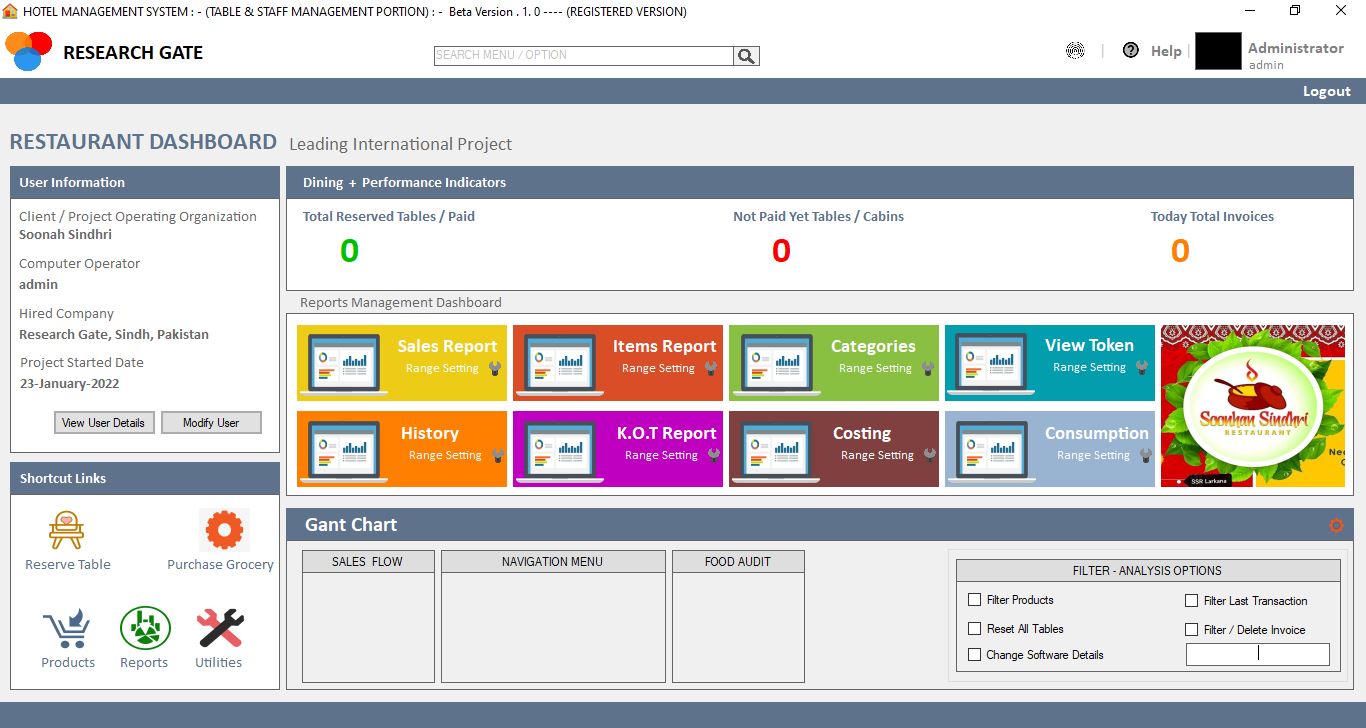 HOTEL MANAGEMENT SYSTEM : - (TABLE & STAFF MANAGEMENT PORTION) : - Beta Version . 1. 0 ---- (REGISTERED VERSION)
RESEARCH GATE
SEARCH MENU / OPTION
| Help |
Administrator
admin
Logout
RESTAURANT DASHBOARD Leading International Project
User Information
Client / Project Operating Organization
Soonah Sindhri
Computer Operator
admin
Hired Company
Research Gate, Sindh, Pakistan
Project Started Date
23-January-2022
View User Details
Modify User
Shortcut Links
Reserve Table
Purchase Grocery
Products
Reports
Utilities
Dining + Performance Indicators
Total Reserved Tables / Paid
0
Not Paid Yet Tables / Cabins
0
Today Total Invoices
0
Reports Management Dashboard
Sales Report
Range Setting
Items Report
Range Setting
Categories
Range Setting
View Token
Range Setting
History
Range Setting
K.O.T Report
Range Setting
Costing
Range Setting
Consumption
Range Setting
Soonhan Sindhri
RESTAURANT
SSR Larkana
Gant Chart
SALES FLOW
NAVIGATION MENU
FOOD AUDIT
FILTER - ANALYSIS OPTIONS
Filter Products
Filter Last Transaction
Reset All Tables
Filter / Delete Invoice
Change Software Details